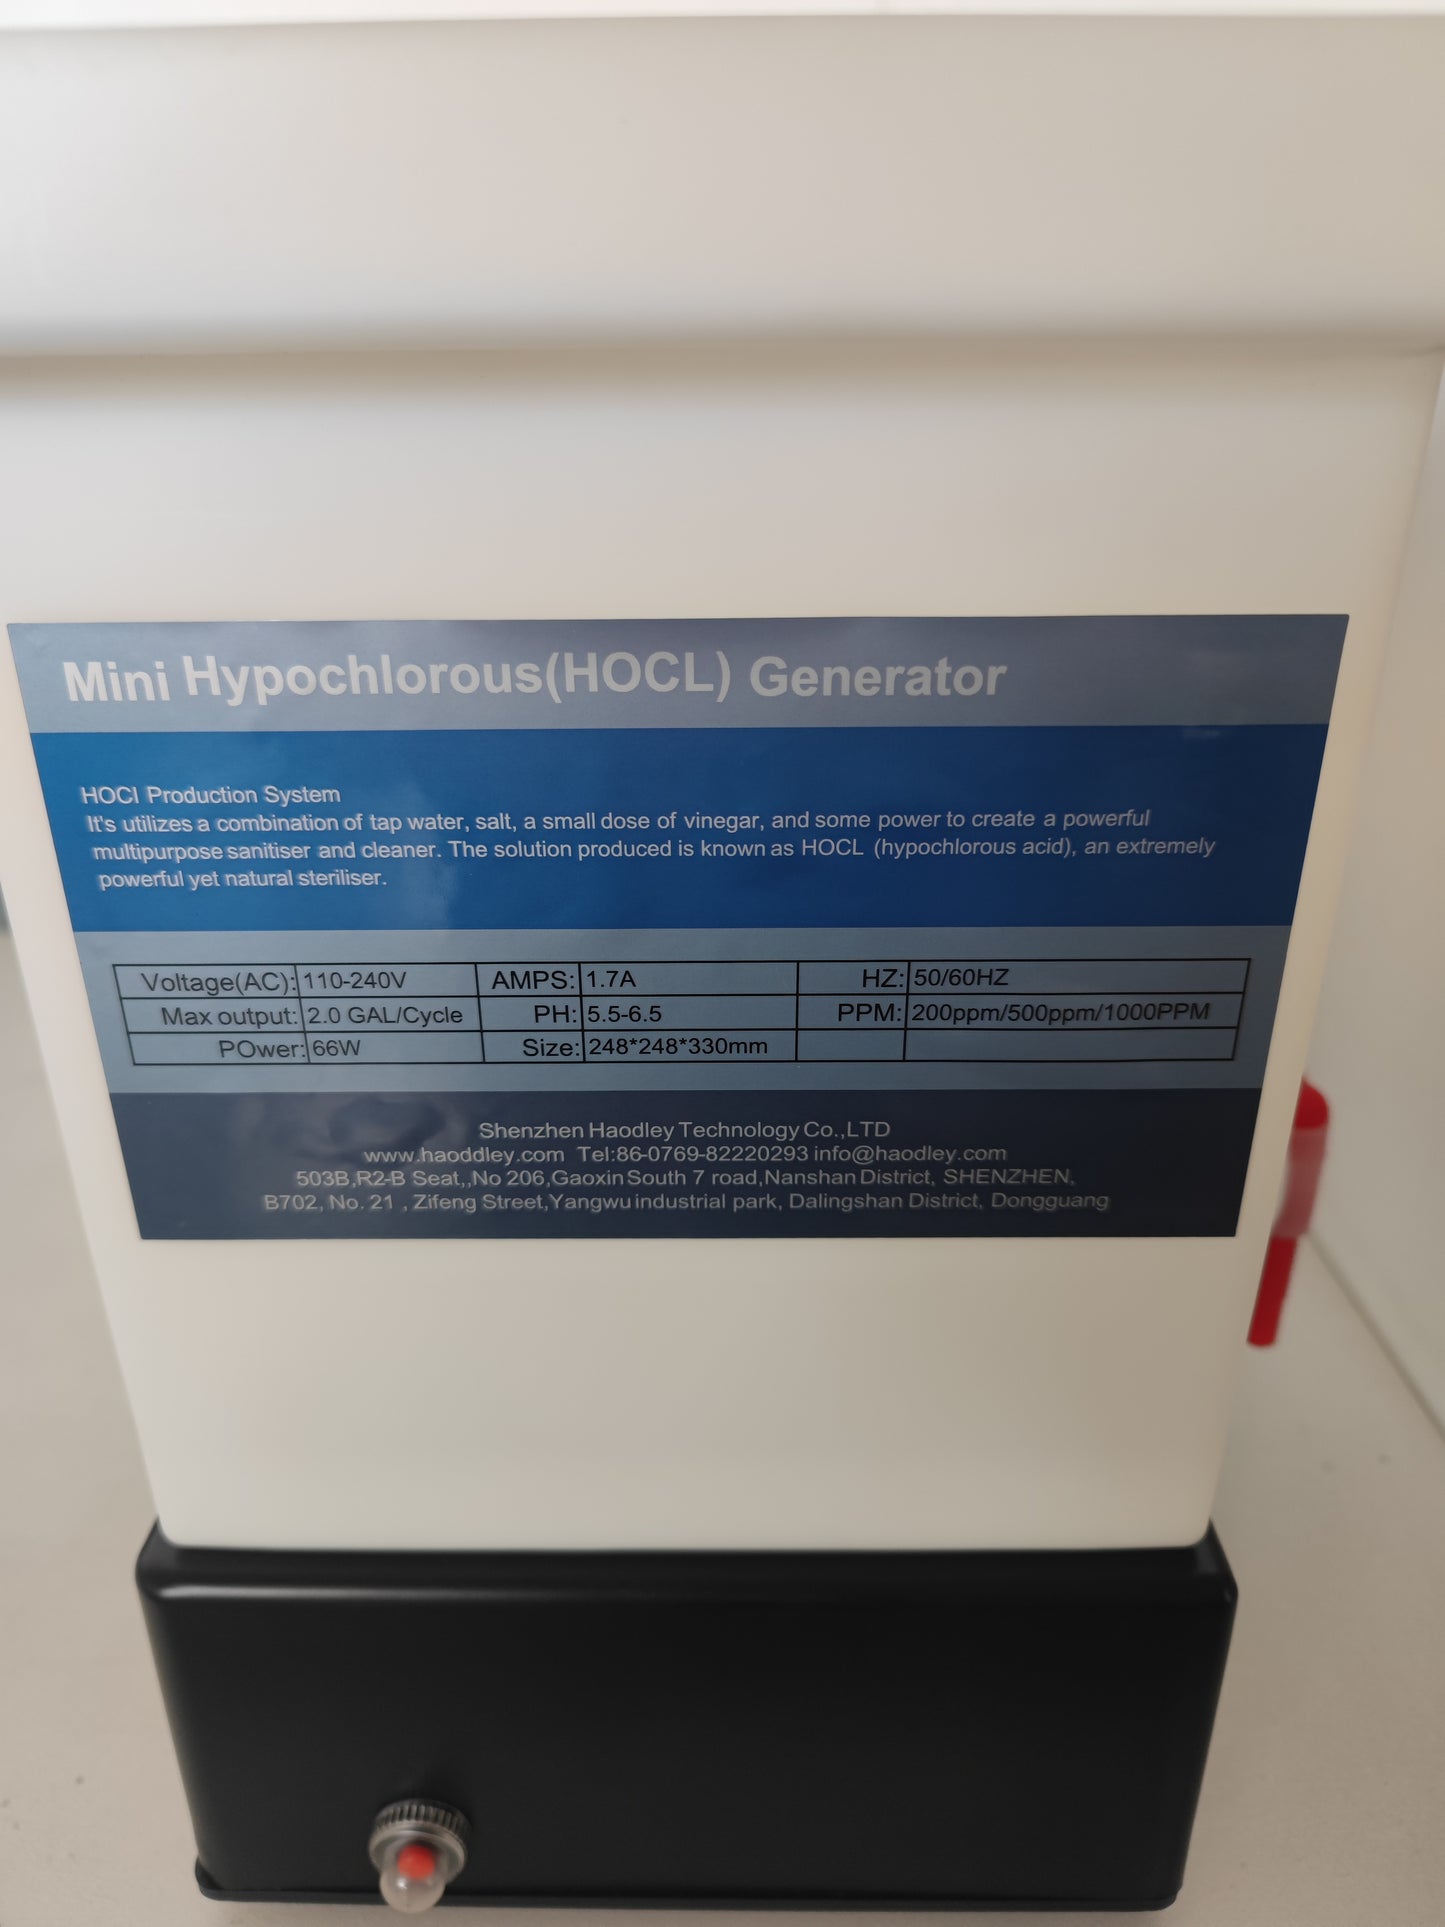 Mini Hypochlorous(HOCL) Generator
HOCl Production System
It's utilizes a combination of tap water, salt, a small dose of vinegar, and some power to create a powerful
multipurpose sanitiser and cleaner. The solution produced is known as HOCL (hypochlorous acid), an extremely
powerful yet natural steriliser.
Voltage(AC): 110-240V AMPS: 1.7A HZ: 50/60HZ
Max output: 2.0 GAL/Cycle PH: 5.5-6.5 PPM: 200ppm/500ppm/1000PPM
POwer: 66W Size: 248*248*330mm
Shenzhen Haodley Technology Co.,LTD
www.haoddley.com Tel:86-0769-82220293 info@haodley.com
503B,R2-B Seat,,No 206,Gaoxin South 7 road,Nanshan District, SHENZHEN,
B702, No. 21 , Zifeng Street,Yangwu industrial park, Dalingshan District, Dongguang